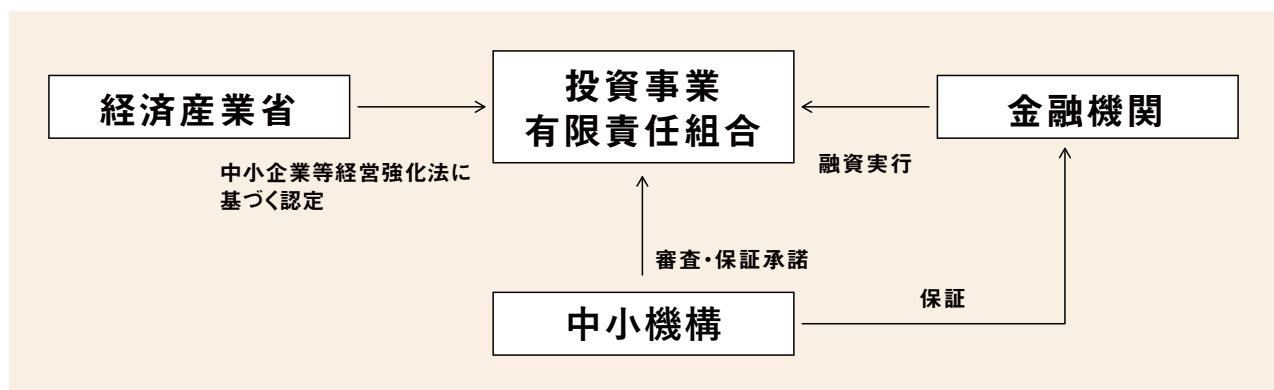 経済産業省
投資事業
有限責任組合
金融機関
中小企業等経営強化法に
基づく認定
融資実行
審査・保証承諾
保証
中小機構